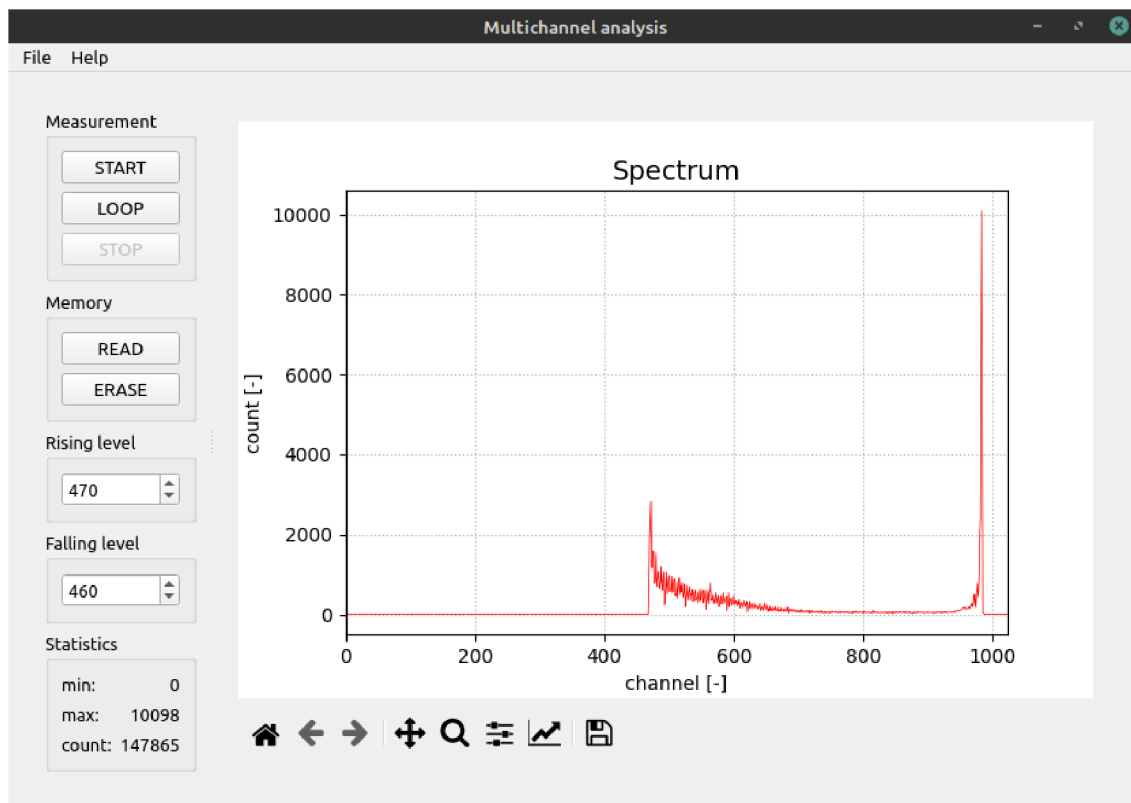 Multichannel analysis
File Help
Measurement
START
LOOP
STOP
Memory
READ
ERASE
Rising level
470
Falling level
460
Statistics
min: 0
max: 10098
count: 147865
Spectrum
10000
8000
6000
4000
2000
0
count [-]
0 200 400 600 800 1000
channel [-]